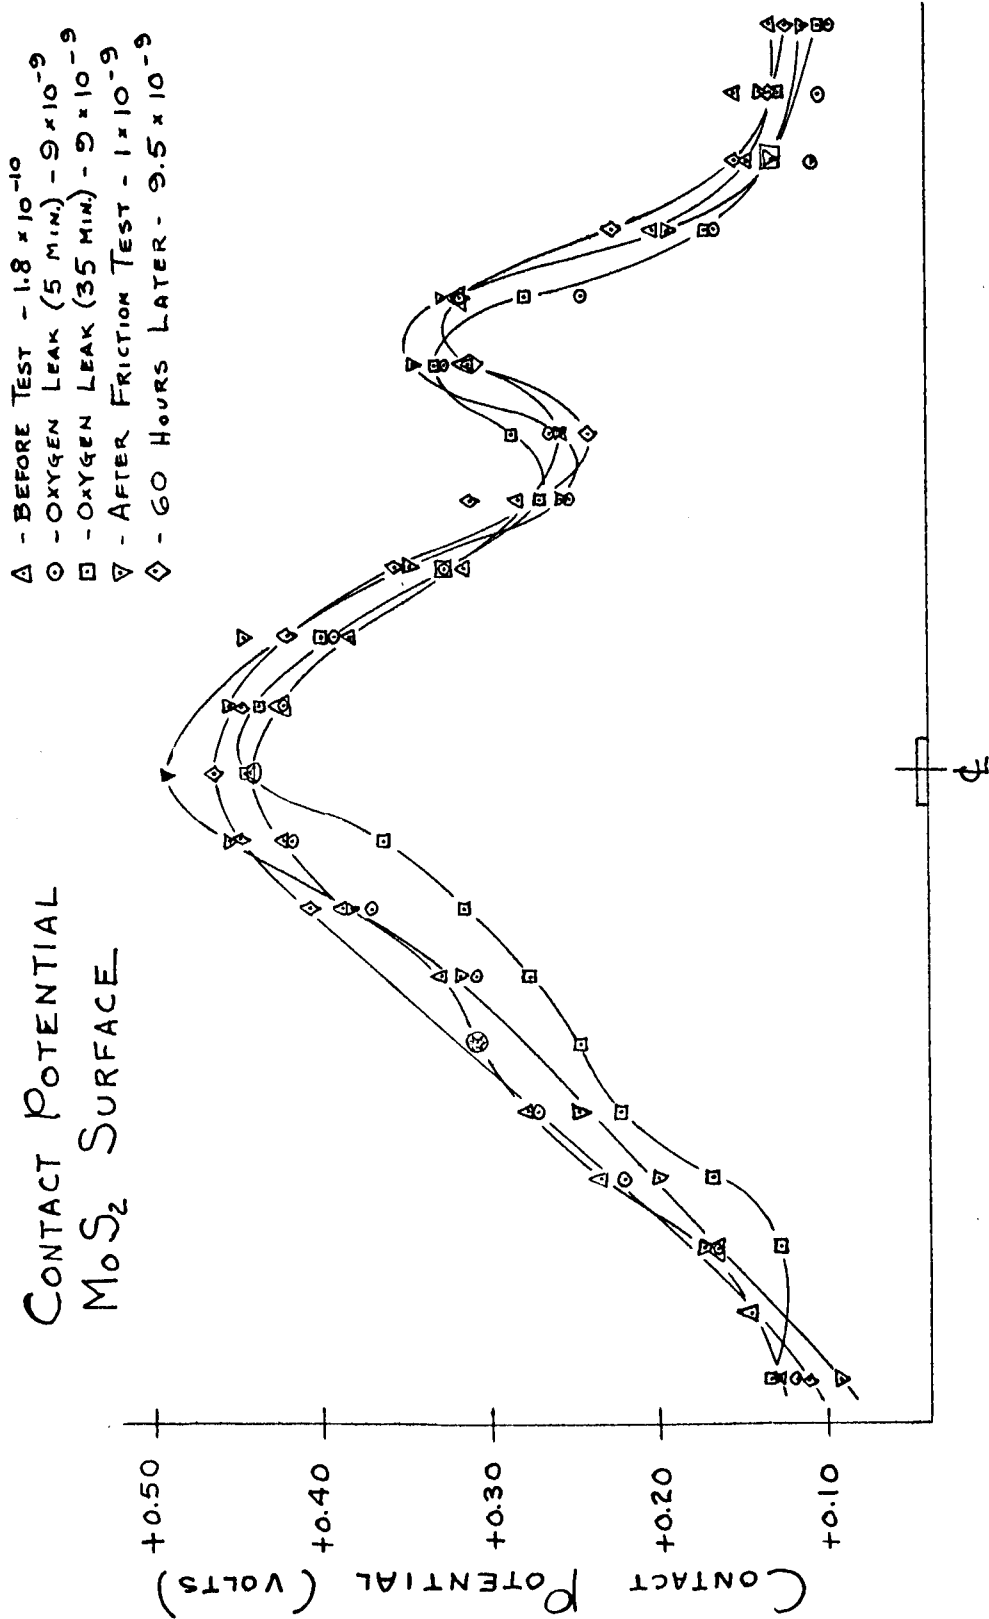 CONTACT POTENTIAL
MoS2 SURFACE
△ - BEFORE TEST - 1.8 × 10-10
⊙ - OXYGEN LEAK (5 MIN.) - 9 × 10-9
⊡ - OXYGEN LEAK (35 MIN.) - 9 × 10-9
▽ - AFTER FRICTION TEST - 1 × 10-9
◇ - 60 HOURS LATER - 9.5 × 10-9
CONTACT POTENTIAL (VOLTS)
+0.50
+0.40
+0.30
+0.20
+0.10
℄